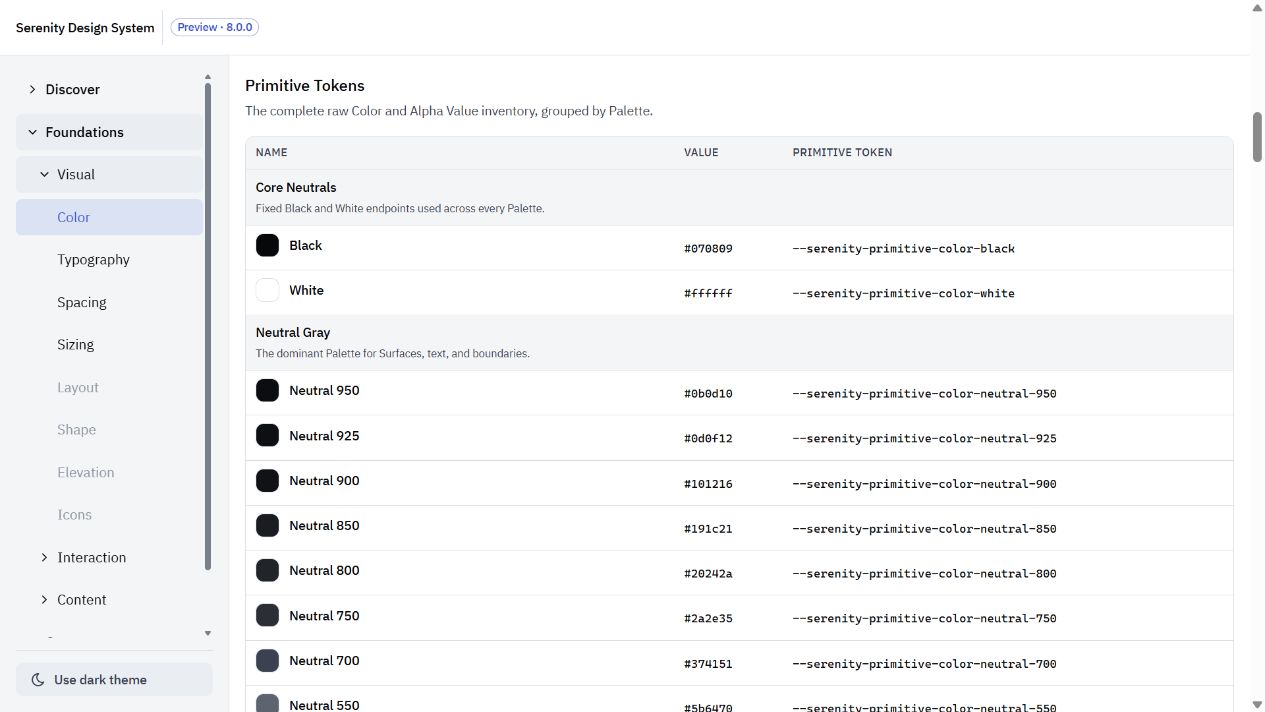 Serenity Design System
Preview · 8.0.0
Discover
Foundations
Visual
Color
Typography
Spacing
Sizing
Layout
Shape
Elevation
Icons
Interaction
Content
Use dark theme
Primitive Tokens
The complete raw Color and Alpha Value inventory, grouped by Palette.
NAME VALUE PRIMITIVE TOKEN
Core Neutrals
Fixed Black and White endpoints used across every Palette.
Black #070809 --serenity-primitive-color-black
White #ffffff --serenity-primitive-color-white
Neutral Gray
The dominant Palette for Surfaces, text, and boundaries.
Neutral 950 #0b0d10 --serenity-primitive-color-neutral-950
Neutral 925 #0d0f12 --serenity-primitive-color-neutral-925
Neutral 900 #101216 --serenity-primitive-color-neutral-900
Neutral 850 #191c21 --serenity-primitive-color-neutral-850
Neutral 800 #20242a --serenity-primitive-color-neutral-800
Neutral 750 #2a2e35 --serenity-primitive-color-neutral-750
Neutral 700 #374151 --serenity-primitive-color-neutral-700
Neutral 550 #5b6470 --serenity-primitive-color-neutral-550